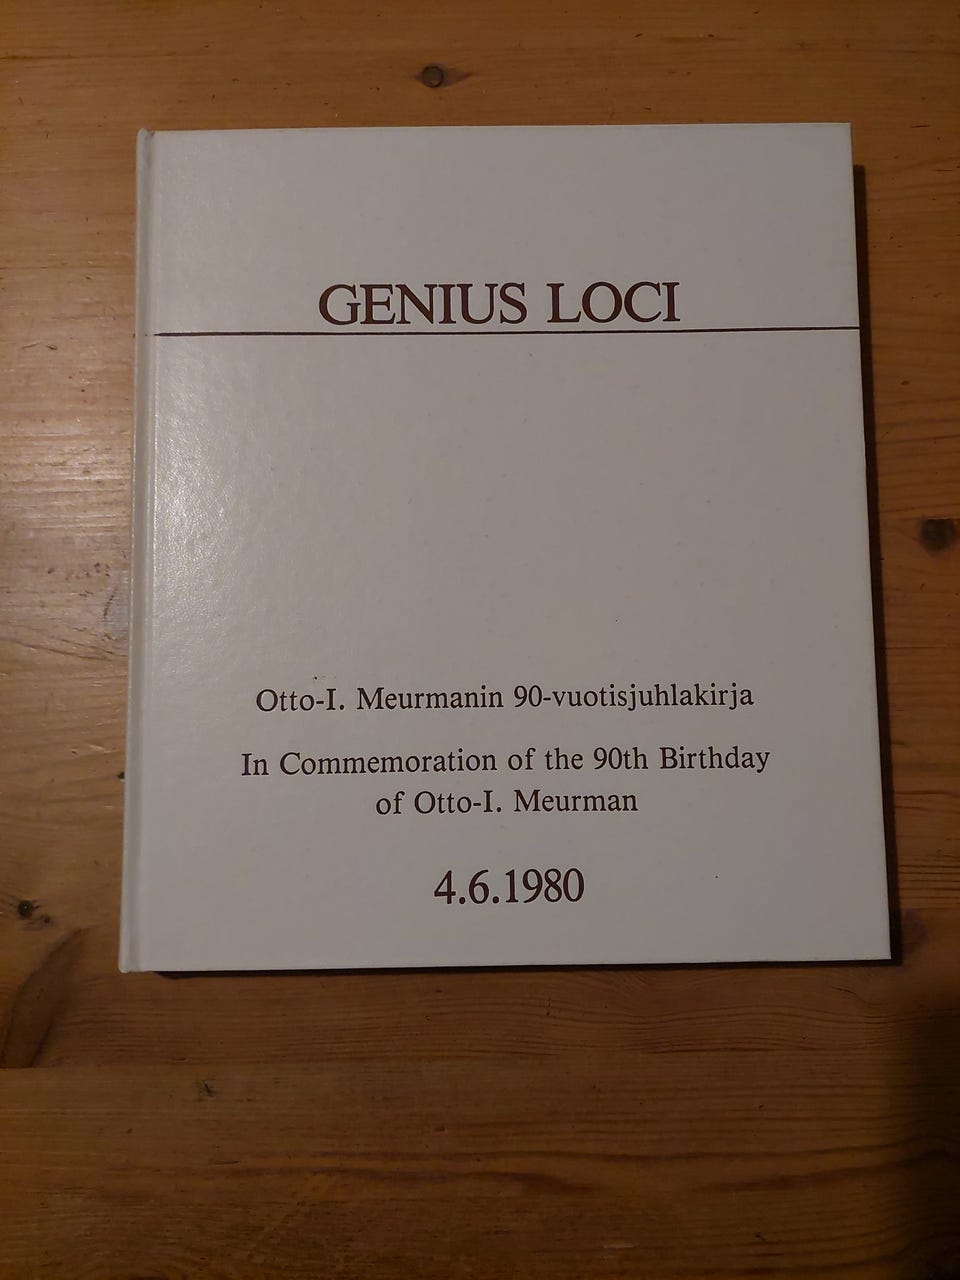 GENIUS LOCI
Otto-I. Meurmanin 90-vuotisjuhlakirja
In Commemoration of the 90th Birthday
of Otto-I. Meurman
4.6.1980